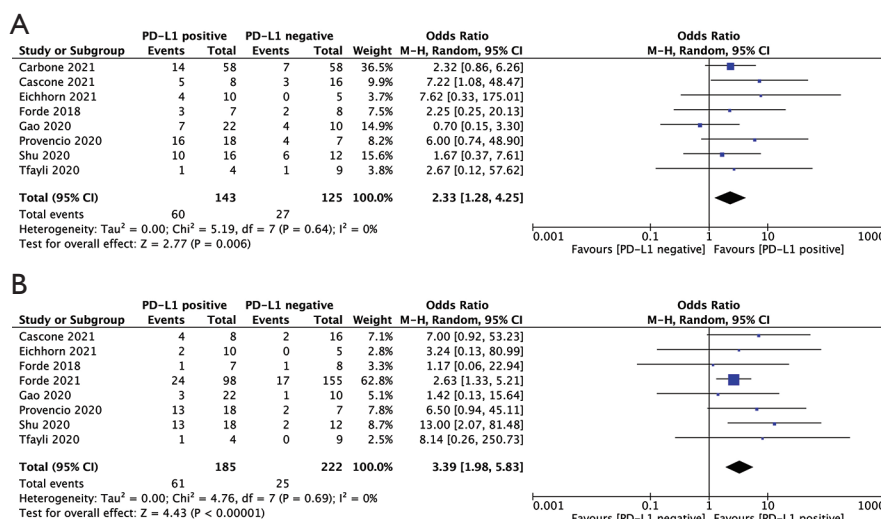 A
PD-L1 positive PD-L1 negative Odds Ratio Odds Ratio
Study or Subgroup Events Total Events Total Weight M-H, Random, 95% CI M-H, Random, 95% CI
Carbone 2021 14 58 7 58 36.5% 2.32 [0.86, 6.26]
Cascone 2021 5 8 3 16 9.9% 7.22 [1.08, 48.47]
Eichhorn 2021 4 10 0 5 3.7% 7.62 [0.33, 175.01]
Forde 2018 3 7 2 8 7.6% 2.25 [0.25, 20.13]
Gao 2020 7 22 4 10 14.9% 0.70 [0.15, 3.30]
Provencio 2020 16 18 4 7 8.2% 6.00 [0.74, 48.90]
Shu 2020 10 16 6 12 15.6% 1.67 [0.37, 7.61]
Tfayli 2020 1 4 1 9 3.8% 2.67 [0.12, 57.62]
Total (95% CI) 143 125 100.0% 2.33 [1.28, 4.25]
Total events 60 27
Heterogeneity: Tau² = 0.00; Chi² = 5.19, df = 7 (P = 0.64); I² = 0%
Test for overall effect: Z = 2.77 (P = 0.006)
0.001 0.1 1 10 1000
Favours [PD-L1 negative] Favours [PD-L1 positive]
B
PD-L1 positive PD-L1 negative Odds Ratio Odds Ratio
Study or Subgroup Events Total Events Total Weight M-H, Random, 95% CI M-H, Random, 95% CI
Cascone 2021 4 8 2 16 7.1% 7.00 [0.92, 53.23]
Eichhorn 2021 2 10 0 5 2.8% 3.24 [0.13, 80.99]
Forde 2018 1 7 1 8 3.4% 1.17 [0.06, 22.94]
Forde 2021 24 98 17 155 62.8% 2.63 [1.33, 5.21]
Gao 2020 3 22 1 10 5.0% 1.42 [0.13, 15.64]
Provencio 2020 13 18 2 7 7.8% 6.50 [0.94, 45.11]
Shu 2020 13 18 2 12 8.7% 13.00 [2.07, 81.48]
Tfayli 2020 1 4 0 9 2.5% 8.14 [0.26, 250.73]
Total (95% CI) 185 222 100.0% 3.39 [1.98, 5.83]
Total events 61 25
Heterogeneity: Tau² = 0.00; Chi² = 4.76, df = 7 (P = 0.69); I² = 0%
Test for overall effect: Z = 4.43 (P < 0.00001)
0.001 0.1 1 10 1000
Favours [PD-L1 negative] Favours [PD-L1 positive]